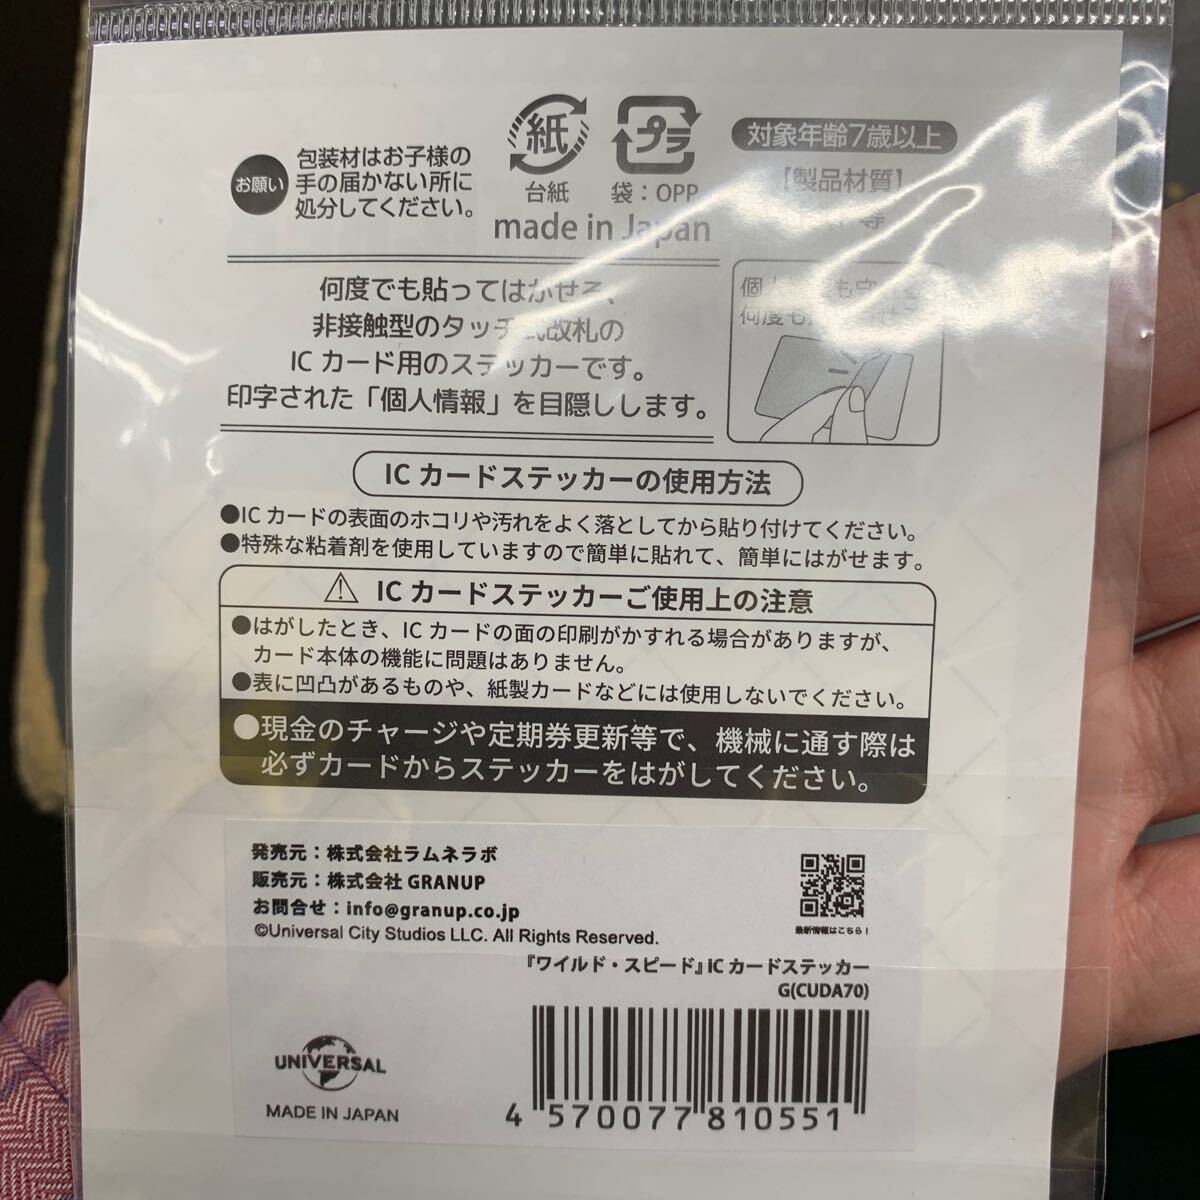 お願い
包装材はお子様の
手の届かない所に
処分してください。
紙
台紙
プラ
袋：OPP
made in Japan
対象年齢7歳以上
【製品材質】
等
何度でも貼ってはがせる、
非接触型のタッチ式改札の
ICカード用のステッカーです。
印字された「個人情報」を目隠しします。
ICカードステッカーの使用方法
●ICカードの表面のホコリや汚れをよく落としてから貼り付けてください。
●特殊な粘着剤を使用していますので簡単に貼れて、簡単にはがせます。
⚠ ICカードステッカーご使用上の注意
●はがしたとき、ICカードの面の印刷がかすれる場合がありますが、
カード本体の機能に問題はありません。
●表に凹凸があるものや、紙製カードなどには使用しないでください。
●現金のチャージや定期券更新等で、機械に通す際は
必ずカードからステッカーをはがしてください。
発売元：株式会社ラムネラボ
販売元：株式会社GRANUP
お問合せ：info@granup.co.jp
©Universal City Studios LLC. All Rights Reserved.
最新情報はこちら！
『ワイルド・スピード』ICカードステッカー
G(CUDA70)
UNIVERSAL
MADE IN JAPAN
4 570077 810551